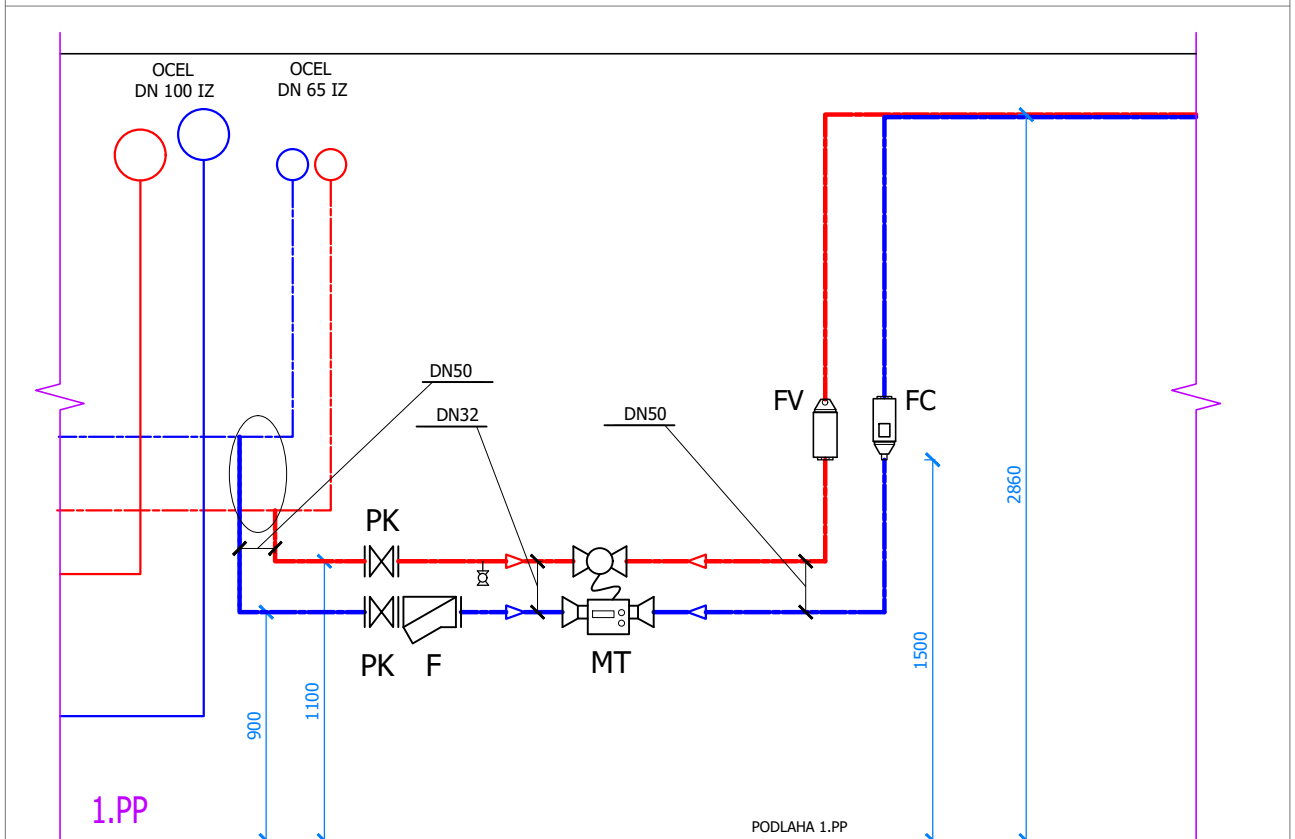 OCEL
DN 100 IZ
OCEL
DN 65 IZ
DN50
DN32
DN50
FV
FC
PK
PK
F
MT
900
1100
1500
2860
1.PP
PODLAHA 1.PP